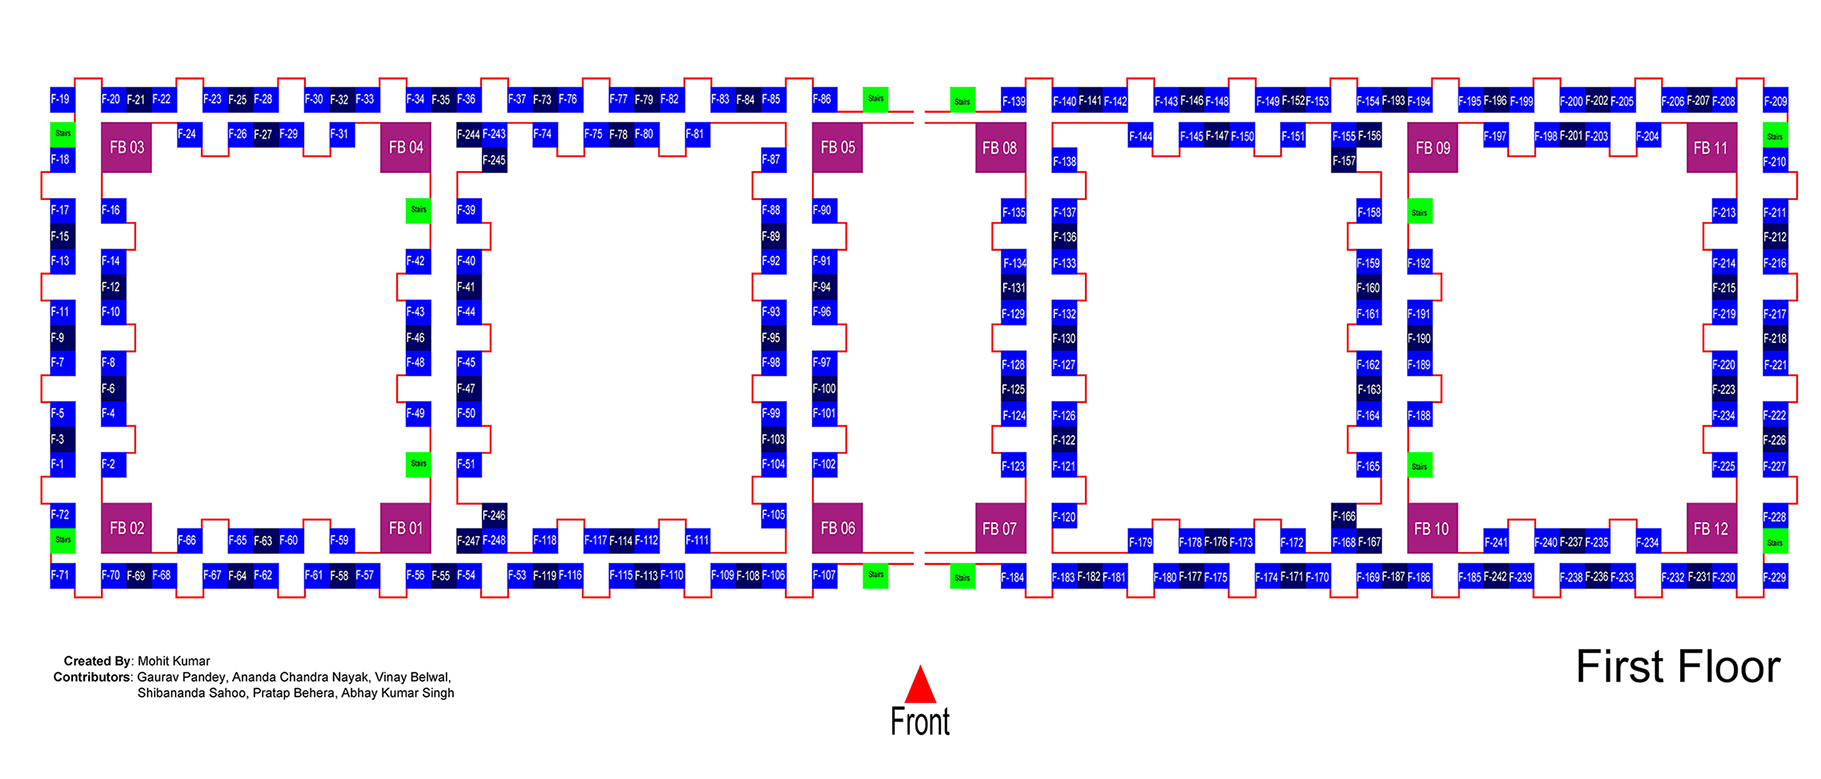 F-19 F-20 F-21 F-22 F-23 F-25 F-28 F-30 F-32 F-33 F-34 F-35 F-36 F-37 F-73 F-76 F-77 F-79 F-82 F-83 F-84 F-85 F-86 Stairs Stairs F-139 F-140 F-141 F-142 F-143 F-146 F-148 F-149 F-152 F-153 F-154 F-193 F-194 F-195 F-196 F-199 F-200 F-202 F-205 F-206 F-207 F-208 F-209
Stairs FB 03 F-24 F-26 F-27 F-29 F-31 FB 04 F-244 F-243 F-74 F-75 F-78 F-80 F-81 FB 05 FB 08 F-144 F-145 F-147 F-150 F-151 F-155 F-156 FB 09 F-197 F-198 F-201 F-203 F-204 FB 11 Stairs
F-18 F-245 F-87 F-138 F-157 F-210
F-17 F-16 Stairs F-39 F-88 F-90 F-135 F-137 F-158 Stairs F-213 F-211
F-15 F-89 F-136 F-212
F-13 F-14 F-42 F-40 F-92 F-91 F-134 F-133 F-159 F-192 F-214 F-216
F-12 F-41 F-94 F-131 F-160 F-215
F-11 F-10 F-43 F-44 F-93 F-96 F-129 F-132 F-161 F-191 F-219 F-217
F-9 F-46 F-95 F-130 F-190 F-218
F-7 F-8 F-48 F-45 F-98 F-97 F-128 F-127 F-162 F-189 F-220 F-221
F-6 F-47 F-100 F-125 F-163 F-223
F-5 F-4 F-49 F-50 F-99 F-101 F-124 F-126 F-164 F-188 F-234 F-222
F-3 F-103 F-122 F-226
F-1 F-2 Stairs F-51 F-104 F-102 F-123 F-121 F-165 Stairs F-225 F-227
F-72 F-246 F-105 F-120 F-166 F-228
Stairs FB 02 F-66 F-65 F-63 F-60 F-59 FB 01 F-247 F-248 F-118 F-117 F-114 F-112 F-111 FB 06 FB 07 F-179 F-178 F-176 F-173 F-172 F-168 F-167 FB 10 F-241 F-240 F-237 F-235 F-234 FB 12 Stairs
F-71 F-70 F-69 F-68 F-67 F-64 F-62 F-61 F-58 F-57 F-56 F-55 F-54 F-53 F-119 F-116 F-115 F-113 F-110 F-109 F-108 F-106 F-107 Stairs Stairs F-184 F-183 F-182 F-181 F-180 F-177 F-175 F-174 F-171 F-170 F-169 F-187 F-186 F-185 F-242 F-239 F-238 F-236 F-233 F-232 F-231 F-230 F-229
Created By: Mohit Kumar
Contributors: Gaurav Pandey, Ananda Chandra Nayak, Vinay Belwal,
Shibananda Sahoo, Pratap Behera, Abhay Kumar Singh
Front
First Floor